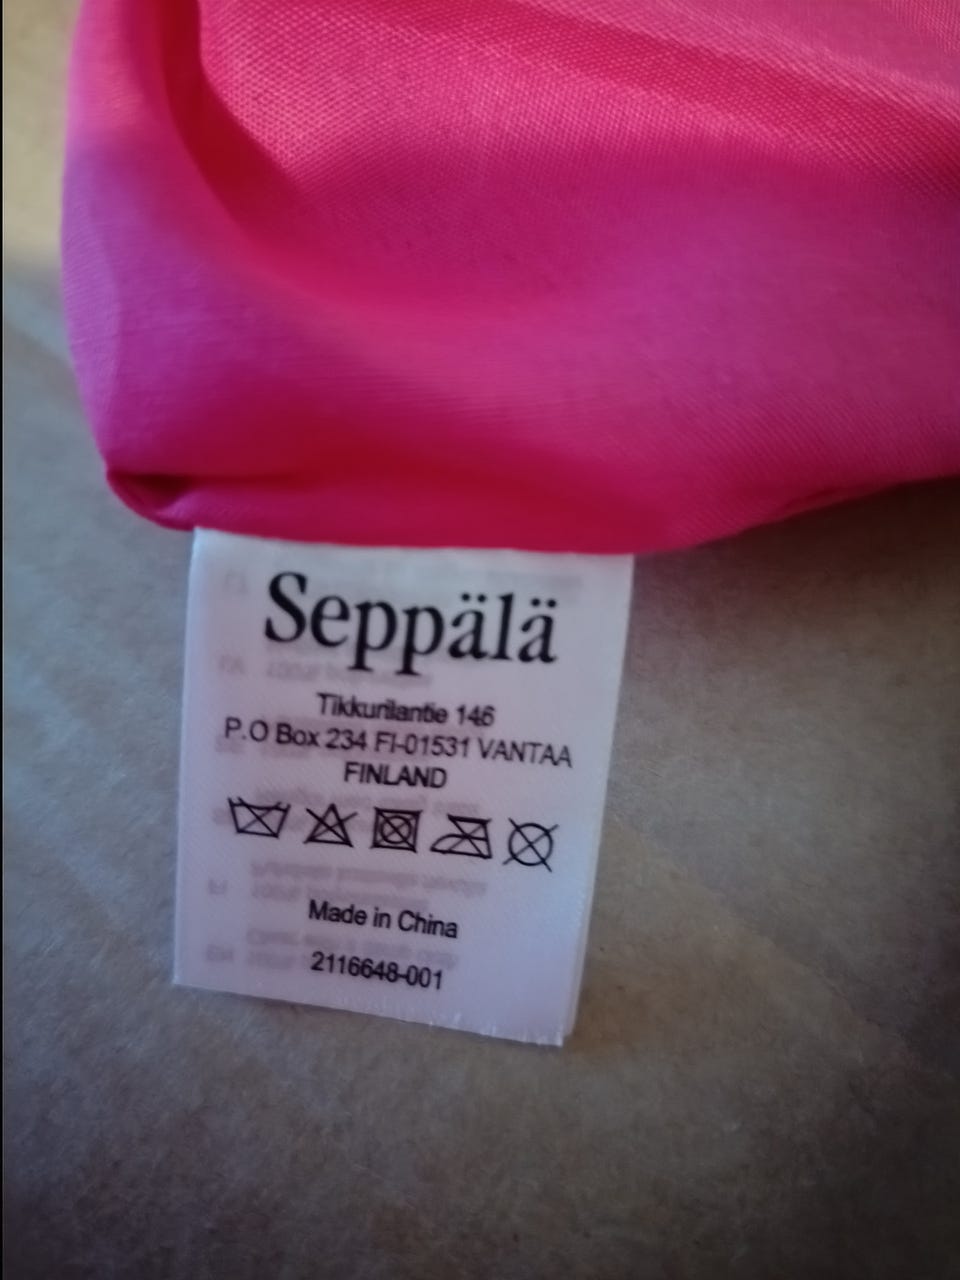 Seppälä
Tikkurilantie 146
P.O Box 234 FI-01531 VANTAA
FINLAND
Made in China
2116648-001